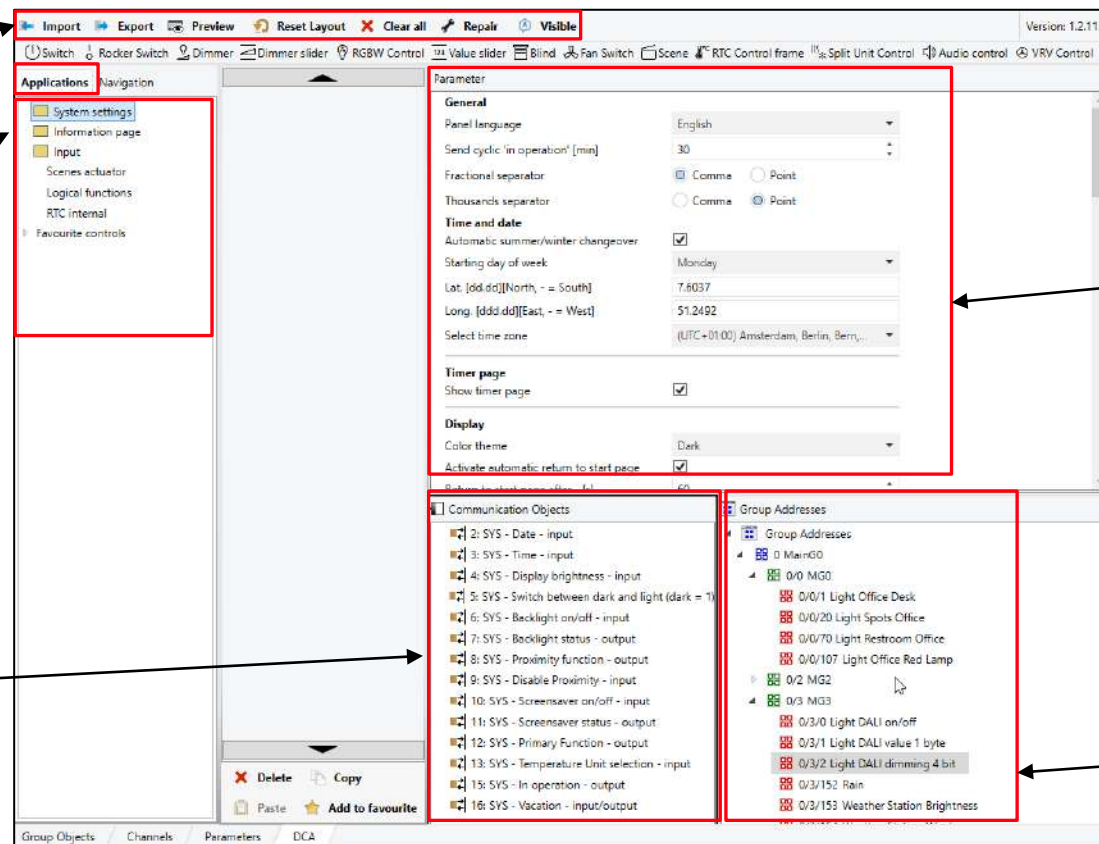 Import Export Preview Reset Layout Clear all Repair Visible Version: 1.2.11
Switch Rocker Switch Dimmer Dimmer slider RGBW Control Value slider Blind Fan Switch Scene RTC Control frame Split Unit Control Audio control VRV Control
Applications Navigation
System settings
Information page
Input
Scenes actuator
Logical functions
RTC internal
Favourite controls
Parameter
General
Panel language English
Send cyclic 'in operation' [min] 30
Fractional separator Comma Point
Thousands separator Comma Point
Time and date
Automatic summer/winter changeover
Starting day of week Monday
Lat. [dd.dd][North, - = South] 7.6037
Long. [ddd.dd][East, - = West] 51.2492
Select time zone (UTC+01:00) Amsterdam, Berlin, Bern,...
Timer page
Show timer page
Display
Color theme Dark
Activate automatic return to start page
60
Communication Objects
2: SYS - Date - input
3: SYS - Time - input
4: SYS - Display brightness - input
5: SYS - Switch between dark and light (dark = 1)
6: SYS - Backlight on/off - input
7: SYS - Backlight status - output
8: SYS - Proximity function - output
9: SYS - Disable Proximity - input
10: SYS - Screensaver on/off - input
11: SYS - Screensaver status - output
12: SYS - Primary Function - output
13: SYS - Temperature Unit selection - input
15: SYS - In operation - output
16: SYS - Vacation - input/output
Group Addresses
Group Addresses
0 MainG0
0/0 MG0
0/0/1 Light Office Desk
0/0/20 Light Spots Office
0/0/70 Light Restroom Office
0/0/107 Light Office Red Lamp
0/2 MG2
0/3 MG3
0/3/0 Light DALI on/off
0/3/1 Light DALI value 1 byte
0/3/2 Light DALI dimming 4 bit
0/3/152 Rain
0/3/153 Weather Station Brightness
Delete Copy
Paste Add to favourite
Group Objects Channels Parameters DCA